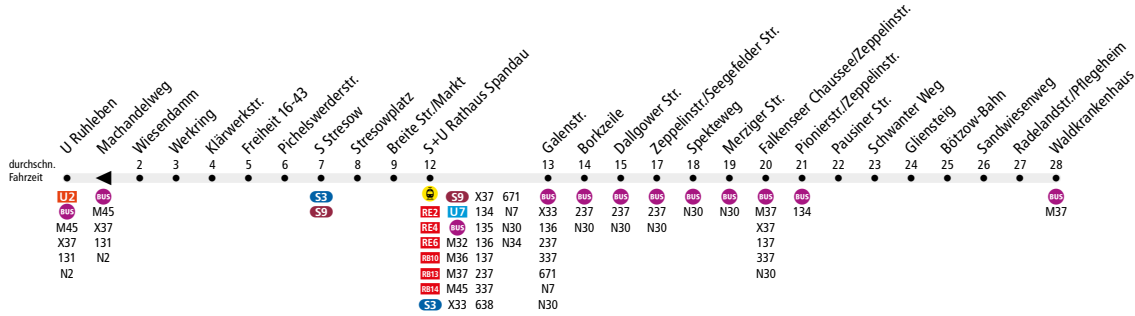 U Ruhleben
Machandelweg
Wiesendamm
Werkring
Klärwerkstr.
Freiheit 16-43
Pichelswerderstr.
S Stresow
Stresowplatz
Breite Str./Markt
S+U Rathaus Spandau
Galenstr.
Borkzeile
Dallgower Str.
Zeppelinstr./Seegefelder Str.
Spekteweg
Merziger Str.
Falkenseer Chaussee/Zeppelinstr.
Pionierstr./Zeppelinstr.
Pausiner Str.
Schwanter Weg
Gliensteig
Bötzow-Bahn
Sandwiesenweg
Radelandstr./Pflegeheim
Waldkrankenhaus
durchschn.
Fahrzeit
2 3 4 5 6 7 8 9 12 13 14 15 17 18 19 20 21 22 23 24 25 26 27 28
U2
BUS
M45
X37
131
N2
BUS
M45
X37
131
N2
S3
S9
RE2
RE4
RE6
RB10
RB13
RB14
S3
S9 X37 671
U7 134 N7
BUS 135 N30
M32 136 N34
M36 137
M37 237
M45 337
X33 638
BUS
X33
136
237
337
671
N7
N30
BUS
237
N30
BUS
237
N30
BUS
237
N30
BUS
N30
BUS
N30
BUS
M37
X37
137
337
N30
BUS
134
BUS
M37